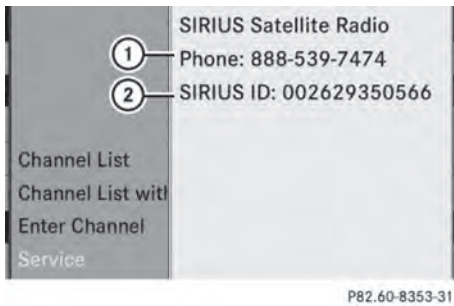 SIRIUS Satellite Radio
1 Phone: 888-539-7474
2 SIRIUS ID: 002629350566
Channel List
Channel List with
Enter Channel
Service
P82.60-8353-31